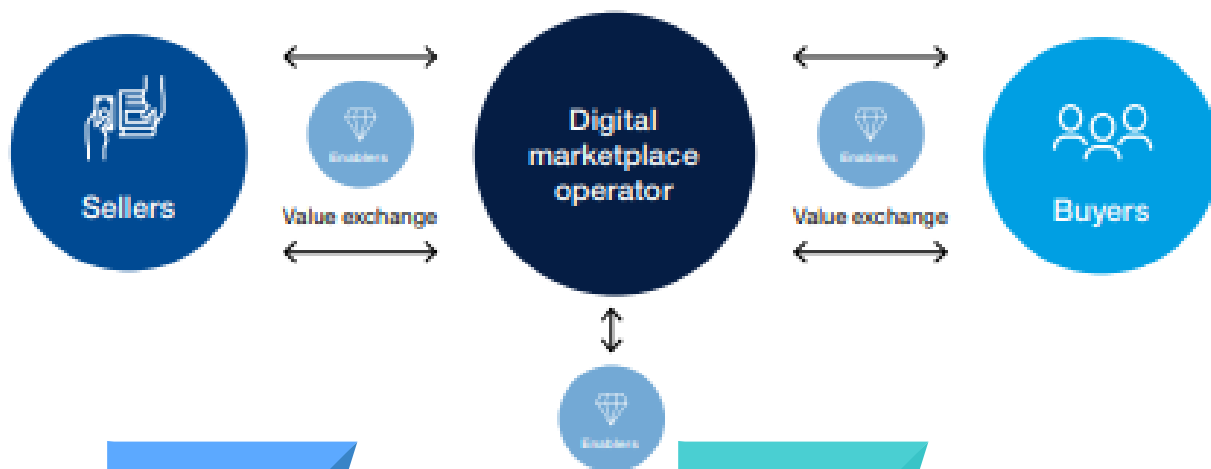 Digital
marketplace
operator
Enablers
Enablers
Sellers
Value exchange
Value exchange
Buyers
Enablers